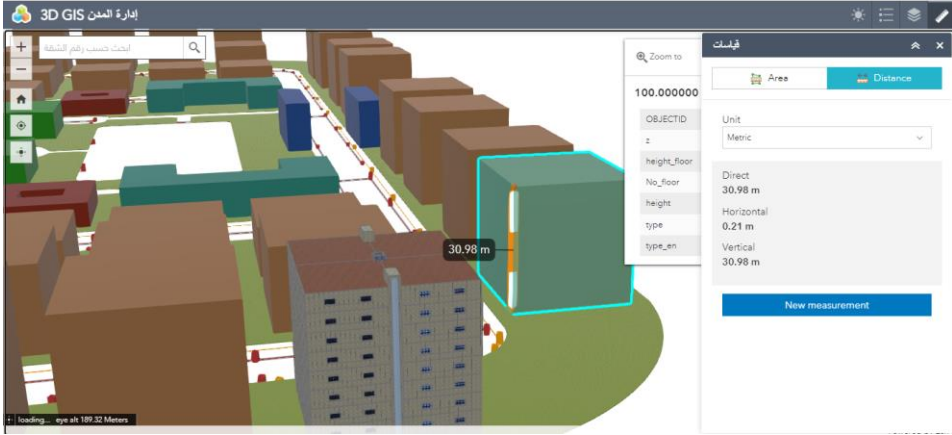 3D GIS إدارة المدن
ابحث حسب رقم الشقة
Zoom to
100.000000
OBJECTID
z
height_floor
No_floor
height
type
type_en
قياسات
Area
Distance
Unit
Metric
Direct
30.98 m
Horizontal
0.21 m
Vertical
30.98 m
New measurement
30.98 m
loading... eye alt 189.32 Meters